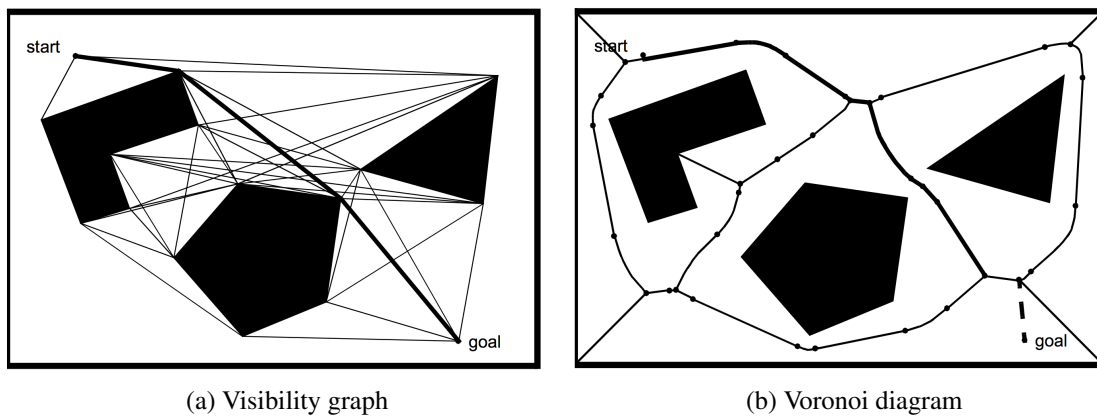 start
goal
start
goal
(a) Visibility graph
(b) Voronoi diagram